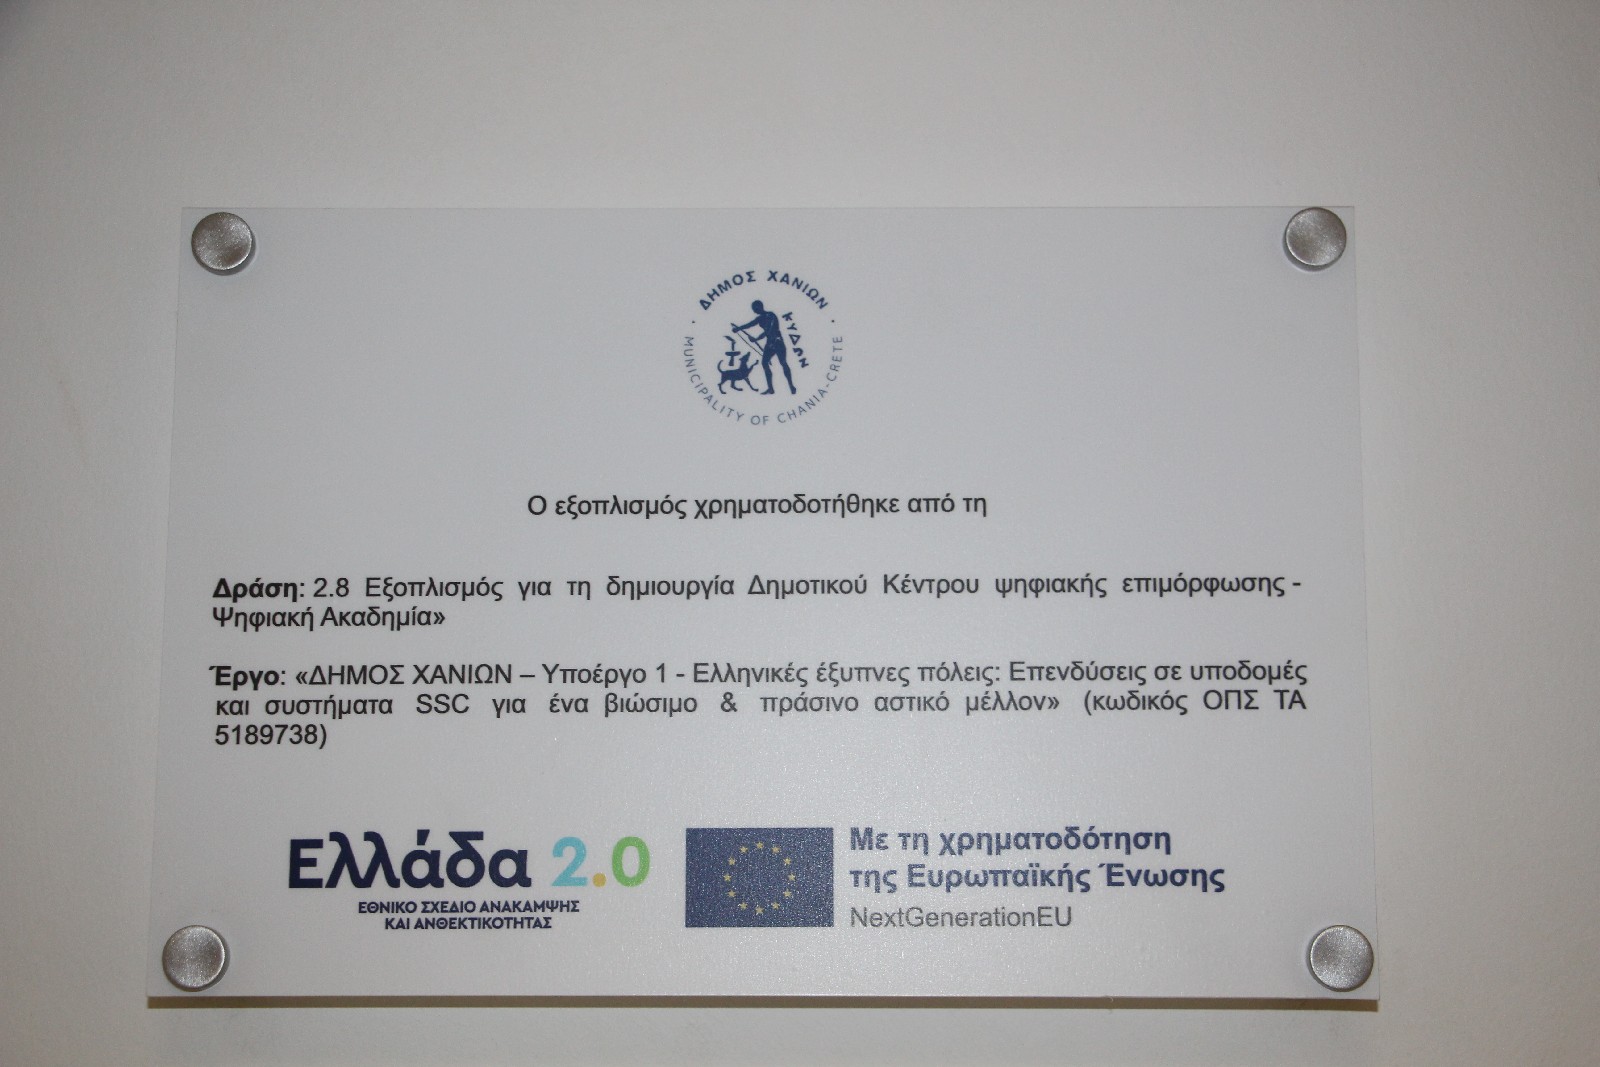 ΔΗΜΟΣ ΧΑΝΙΩΝ
ΚΥΔΩΝ
MUNICIPALITY OF CHANIA-CRETE
Ο εξοπλισμός χρηματοδοτήθηκε από τη
Δράση: 2.8 Εξοπλισμός για τη δημιουργία Δημοτικού Κέντρου ψηφιακής επιμόρφωσης -
Ψηφιακή Ακαδημία»
Έργο: «ΔΗΜΟΣ ΧΑΝΙΩΝ – Υποέργο 1 - Ελληνικές έξυπνες πόλεις: Επενδύσεις σε υποδομές
και συστήματα SSC για ένα βιώσιμο & πράσινο αστικό μέλλον» (κωδικός ΟΠΣ ΤΑ
5189738)
Ελλάδα 2.0
ΕΘΝΙΚΟ ΣΧΕΔΙΟ ΑΝΑΚΑΜΨΗΣ
ΚΑΙ ΑΝΘΕΚΤΙΚΟΤΗΤΑΣ
Με τη χρηματοδότηση
της Ευρωπαϊκής Ένωσης
NextGenerationEU